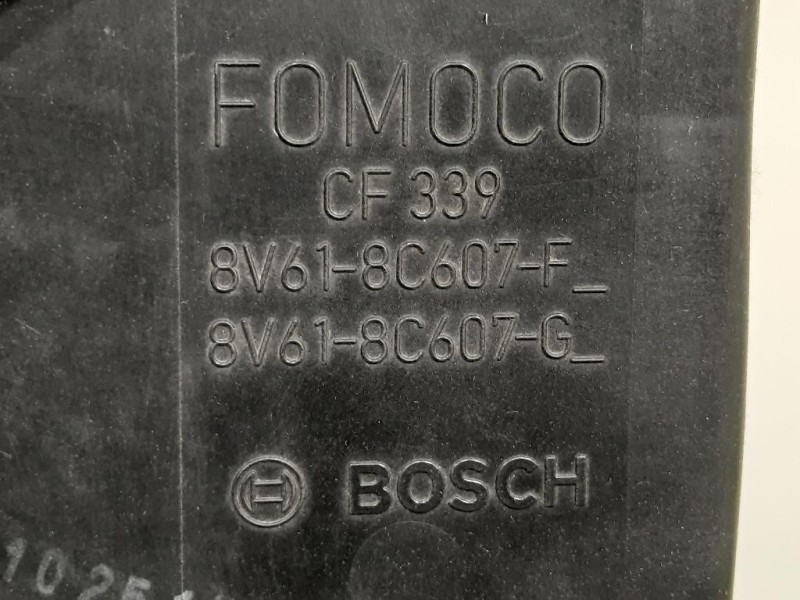 FOMOCO
CF 339
8V61-8C607-F_
8V61-8C607-G_
BOSCH